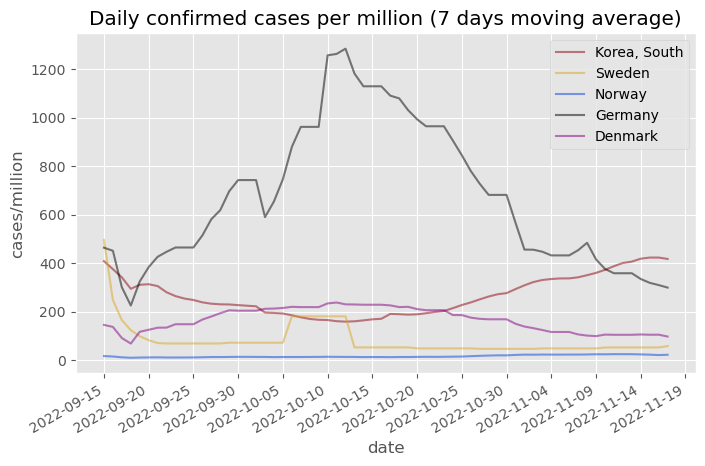 Daily confirmed cases per million (7 days moving average)
Korea, South
Sweden
Norway
Germany
Denmark
1200
1000
800
600
400
200
0
cases/million
2022-09-15
2022-09-20
2022-09-25
2022-09-30
2022-10-05
2022-10-10
2022-10-15
2022-10-20
2022-10-25
2022-10-30
2022-11-04
2022-11-09
2022-11-14
2022-11-19
date